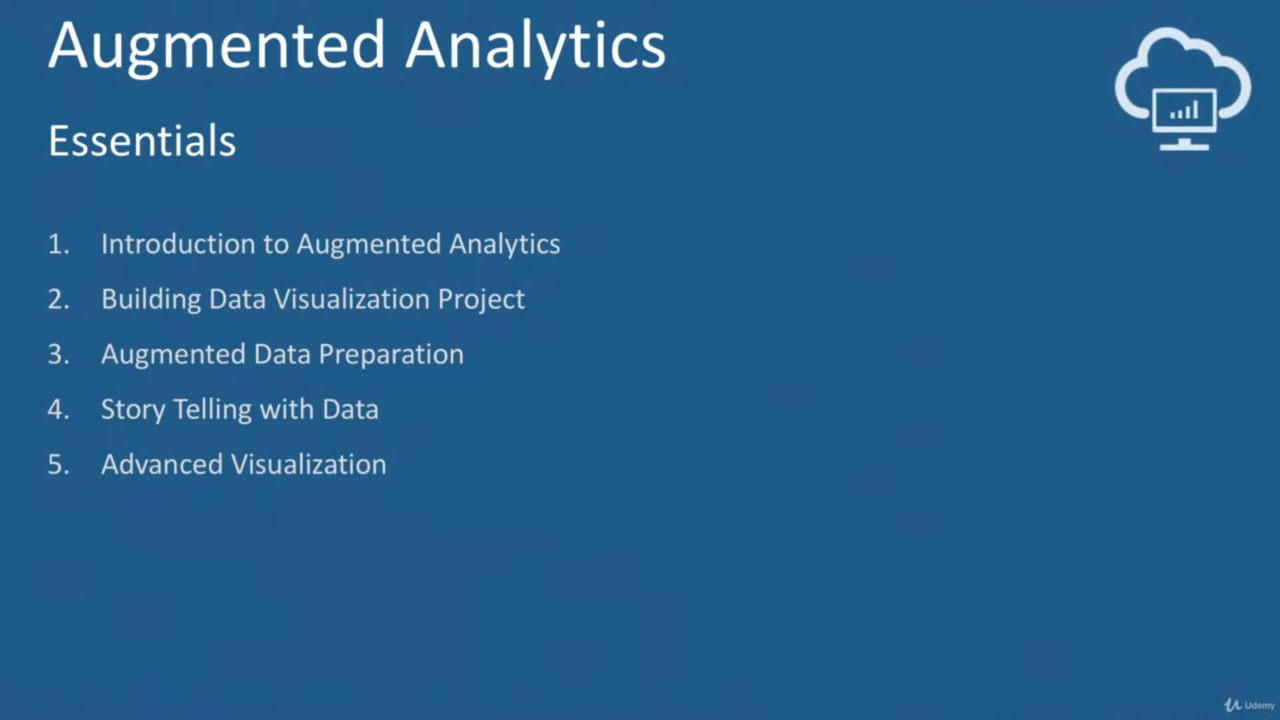 Augmented Analytics
Essentials
1. Introduction to Augmented Analytics
2. Building Data Visualization Project
3. Augmented Data Preparation
4. Story Telling with Data
5. Advanced Visualization
Udemy